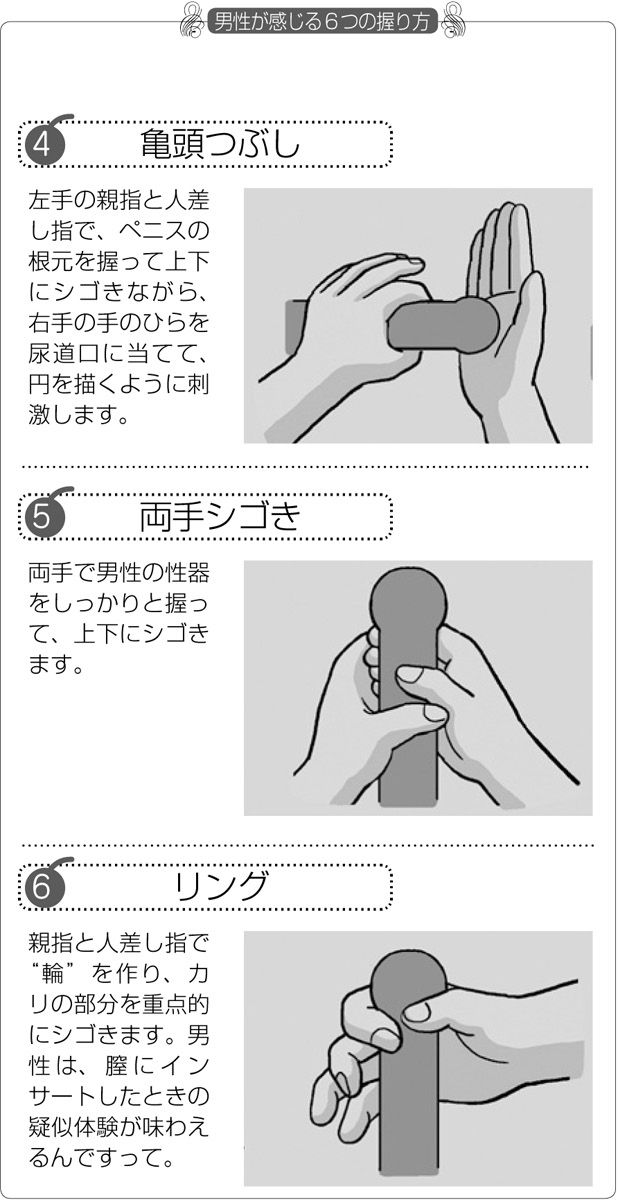 男性が感じる6つの握り方
4 亀頭つぶし
左手の親指と人差
し指で、ペニスの
根元を握って上下
にシゴきながら、
右手の手のひらを
尿道口に当てて、
円を描くように刺
激します。
5 両手シゴき
両手で男性の性器
をしっかりと握っ
て、上下にシゴき
ます。
6 リング
親指と人差し指で
“輪”を作り、カ
リの部分を重点的
にシゴきます。男
性は、膣にイン
サートしたときの
疑似体験が味わえ
るんですって。